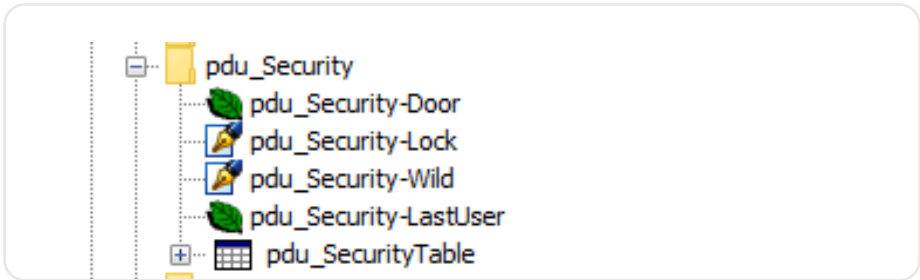 pdu_Security
pdu_Security-Door
pdu_Security-Lock
pdu_Security-Wild
pdu_Security-LastUser
pdu_SecurityTable